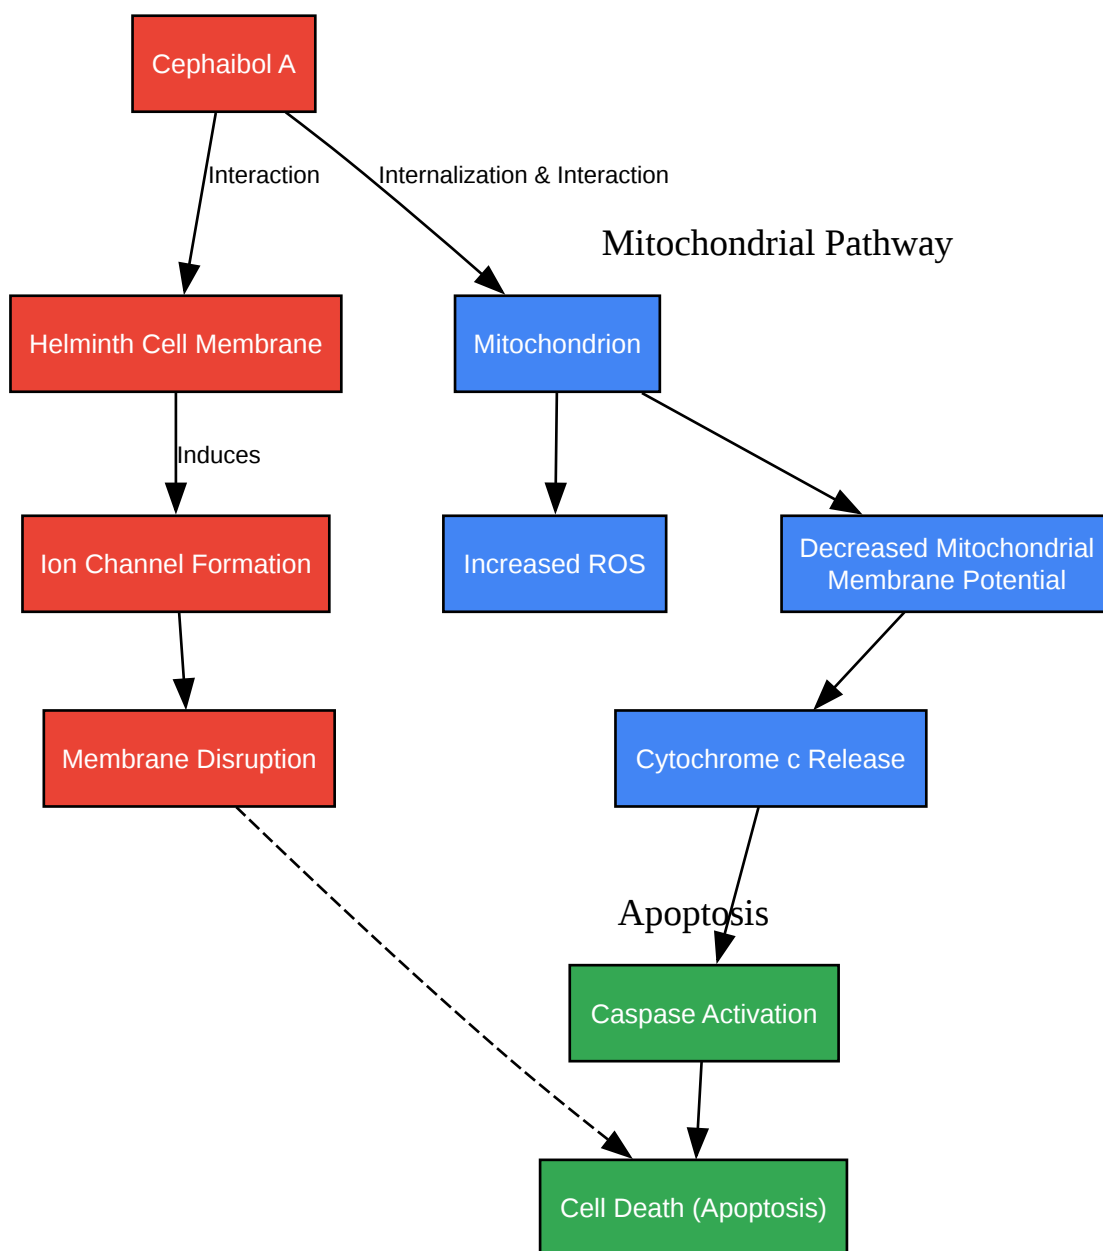 Cephaibol A
Interaction
Internalization & Interaction
Mitochondrial Pathway
Helminth Cell Membrane
Mitochondrion
Induces
Ion Channel Formation
Increased ROS
Decreased Mitochondrial
Membrane Potential
Membrane Disruption
Cytochrome c Release
Apoptosis
Caspase Activation
Cell Death (Apoptosis)